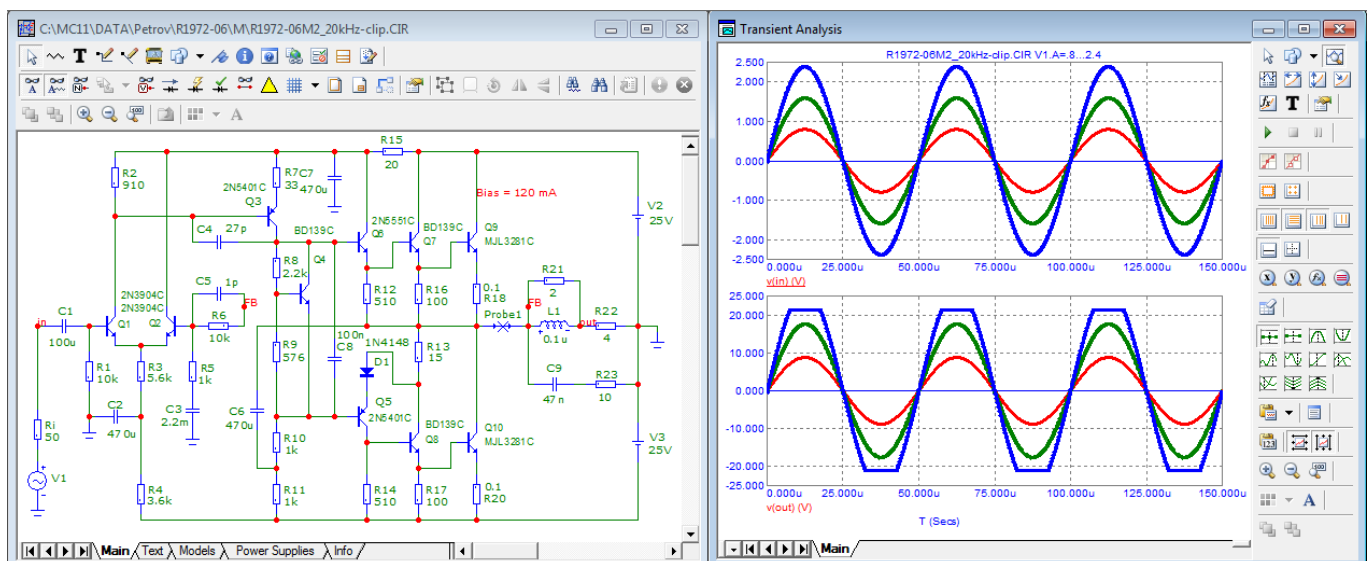 C:\MC11\DATA\Petrov\R1972-06\M\R1972-06M2_20kHz-clip.CIR
T
A
R15
20
R2
910
R7
33
C7
470u
2N5401C
Q3
Bias = 120 mA
V2
25V
C4
27p
BD139C
Q4
2N5551C
Q6
BD139C
Q7
Q9
MJL3281C
R8
2.2k
C5
1p
FB
2N3904C
2N3904C
R12
510
R16
100
0.1
R18
R21
2
FB
in
C1
100u
Q1
Q2
R6
10k
100n
C8
Probe1
L1
0.1u
out
R22
4
R1
10k
R3
5.6k
R5
1k
R9
576
1N4148
D1
R13
15
C9
47n
R23
10
C2
470u
C3
2.2m
C6
470u
Q5
2N5401C
BD139C
Q8
Q10
MJL3281C
Ri
50
R10
1k
V3
25V
V1
R4
3.6k
R11
1k
R14
510
R17
100
0.1
R20
Main Text Models Power Supplies Info
Transient Analysis
R1972-06M2_20kHz-clip.CIR V1.A=.8...2.4
2.500
1.500
1.000
0.000
-1.000
-1.500
-2.500
0.000u 25.000u 50.000u 75.000u 100.000u 125.000u 150.000u
v(in) (V)
25.000
20.000
10.000
0.000
-10.000
-20.000
-25.000
0.000u 25.000u 50.000u 75.000u 100.000u 125.000u 150.000u
v(out) (V)
T (Secs)
Main
T
A